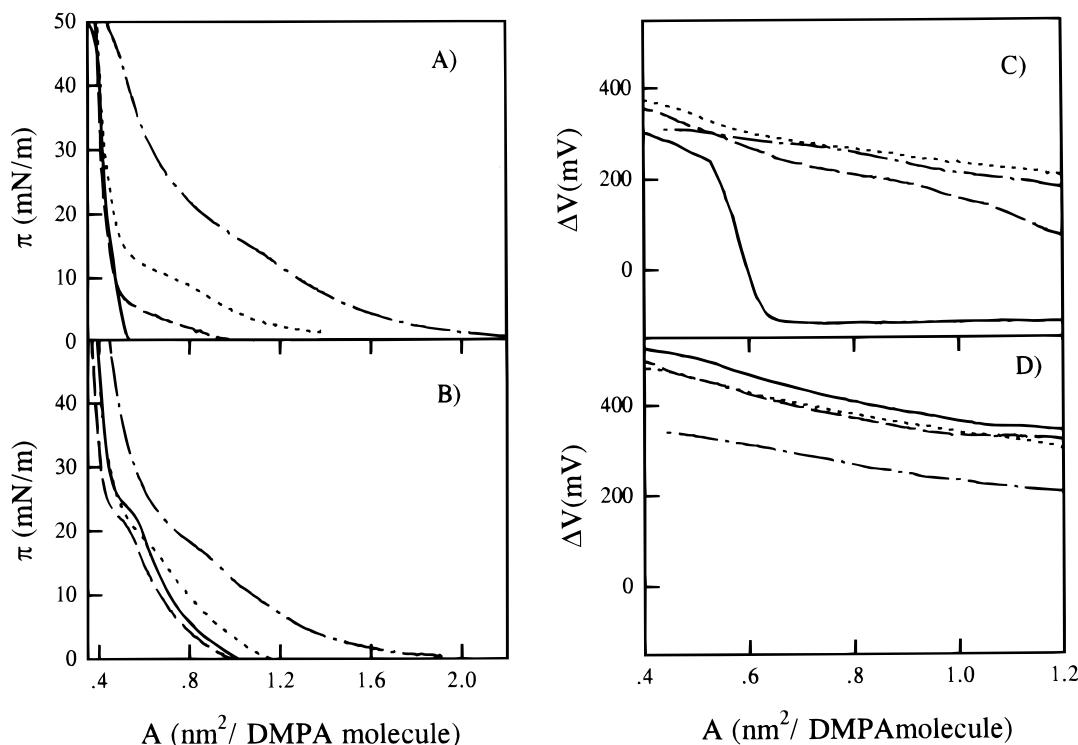 50
40
30
20
10
0
π (mN/m)
A)
40
30
20
10
0
π (mN/m)
B)
.4 .8 1.2 1.6 2.0
A (nm²/ DMPA molecule)
400
200
0
ΔV(mV)
C)
400
200
0
ΔV(mV)
D)
.4 .6 .8 1.0 1.2
A (nm²/ DMPAmolecule)